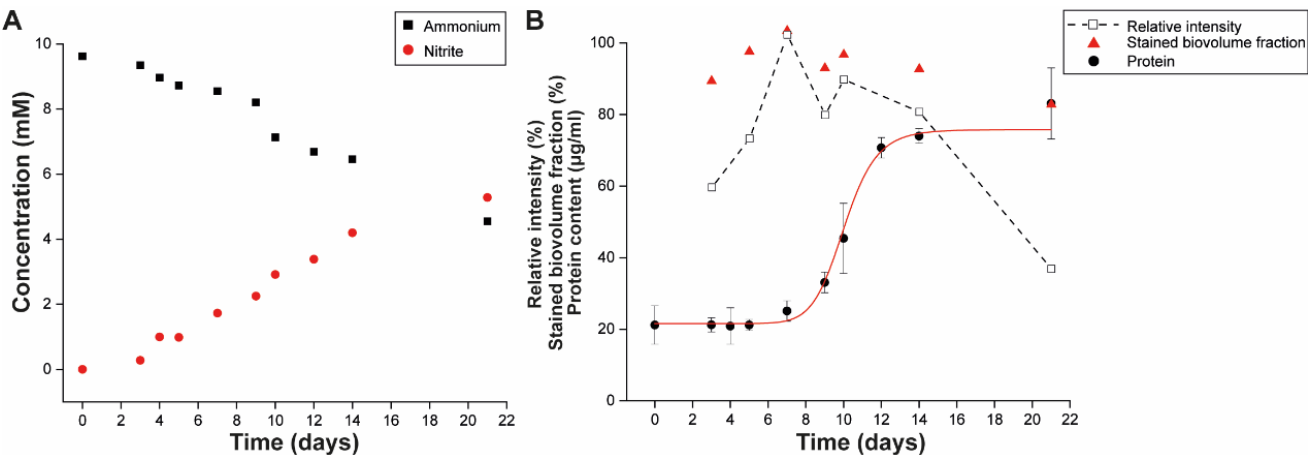 A
Ammonium
Nitrite
Concentration (mM)
10
8
6
4
2
0
0 2 4 6 8 10 12 14 16 18 20 22
Time (days)
B
Relative intensity
Stained biovolume fraction
Protein
Relative intensity (%)
Stained biovolume fraction (%)
Protein content (µg/ml)
100
80
60
40
20
0
0 2 4 6 8 10 12 14 16 18 20 22
Time (days)